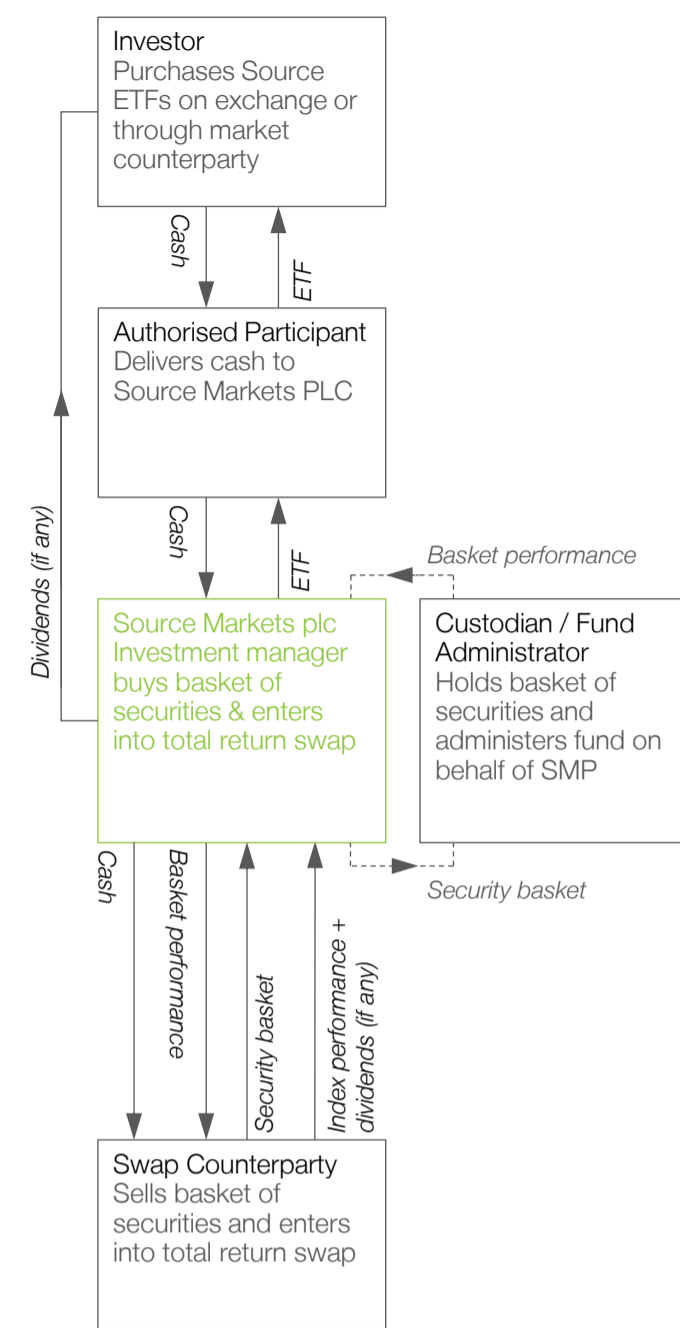 Investor
Purchases Source
ETFs on exchange or
through market
counterparty
Cash
ETF
Authorised Participant
Delivers cash to
Source Markets PLC
Dividends (if any)
Cash
ETF
Basket performance
Source Markets plc
Investment manager
buys basket of
securities & enters
into total return swap
Custodian / Fund
Administrator
Holds basket of
securities and
administers fund on
behalf of SMP
Security basket
Cash
Basket performance
Security basket
Index performance +
dividends (if any)
Swap Counterparty
Sells basket of
securities and enters
into total return swap